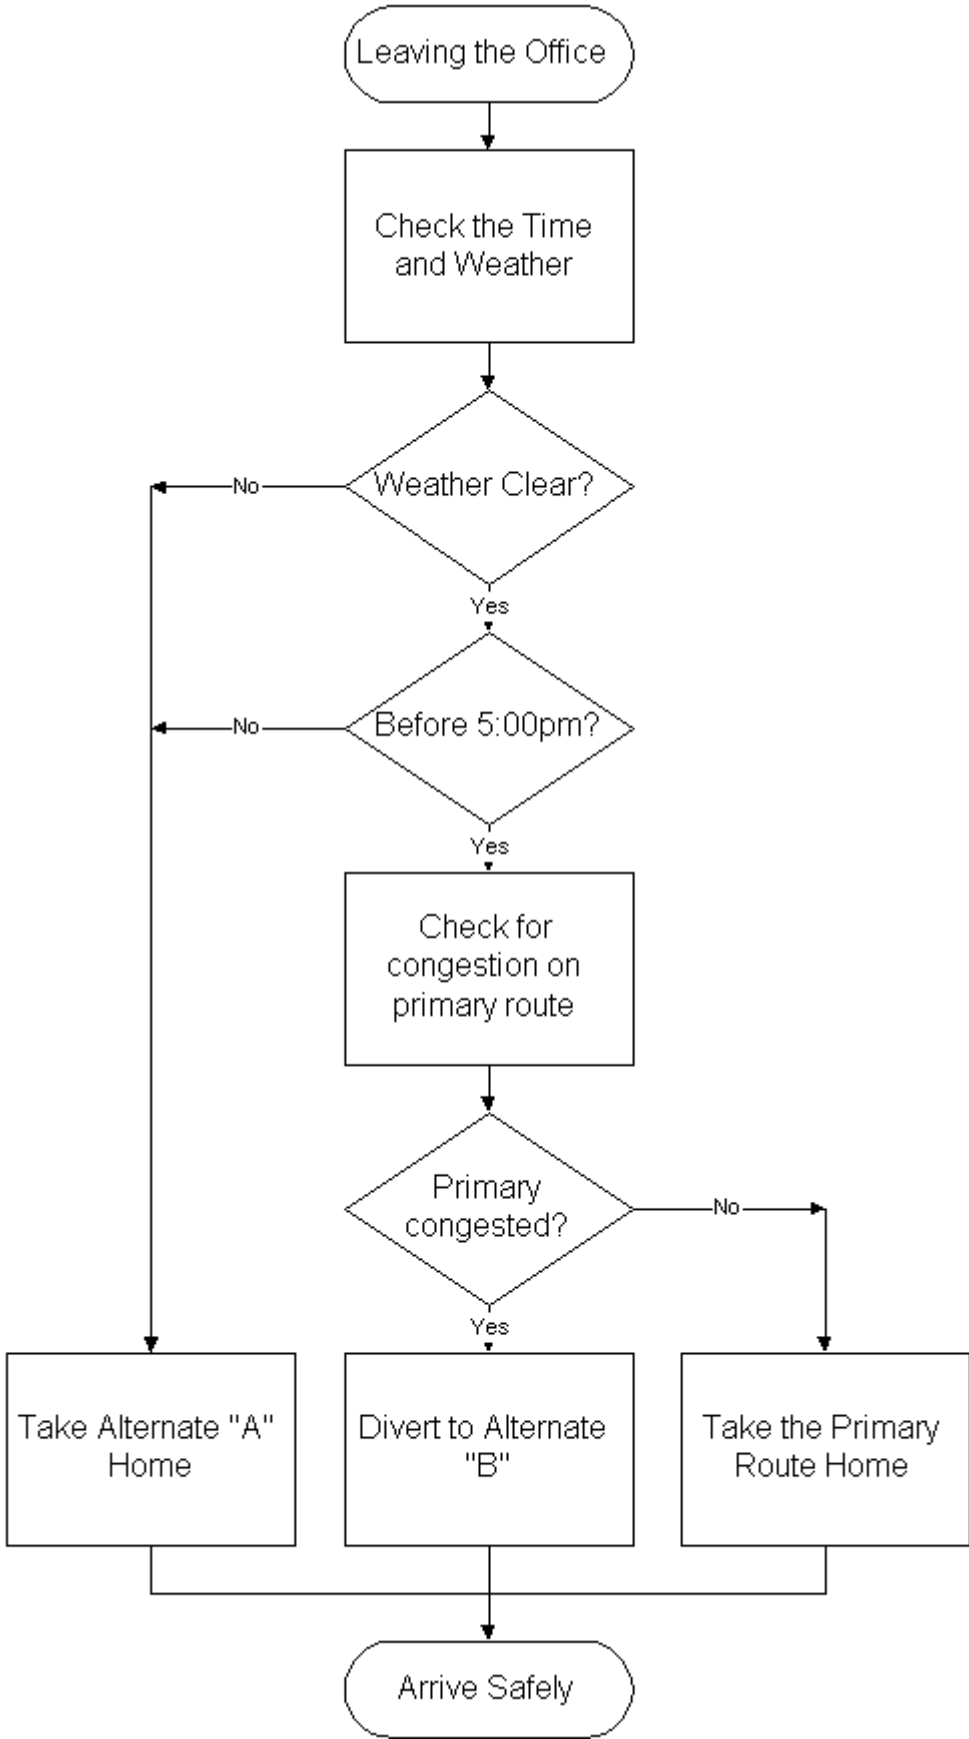 Leaving the Office
Check the Time
and Weather
Weather Clear?
No
Yes
Before 5:00pm?
No
Yes
Check for
congestion on
primary route
Primary
congested?
No
Yes
Take Alternate "A"
Home
Divert to Alternate
"B"
Take the Primary
Route Home
Arrive Safely